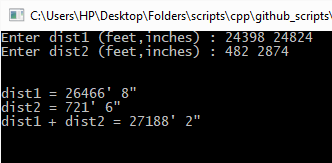 C:\Users\HP\Desktop\Folders\scripts\cpp\github_scripts\
Enter dist1 (feet,inches) : 24398 24824
Enter dist2 (feet,inches) : 482 2874
dist1 = 26466' 8"
dist2 = 721' 6"
dist1 + dist2 = 27188' 2"